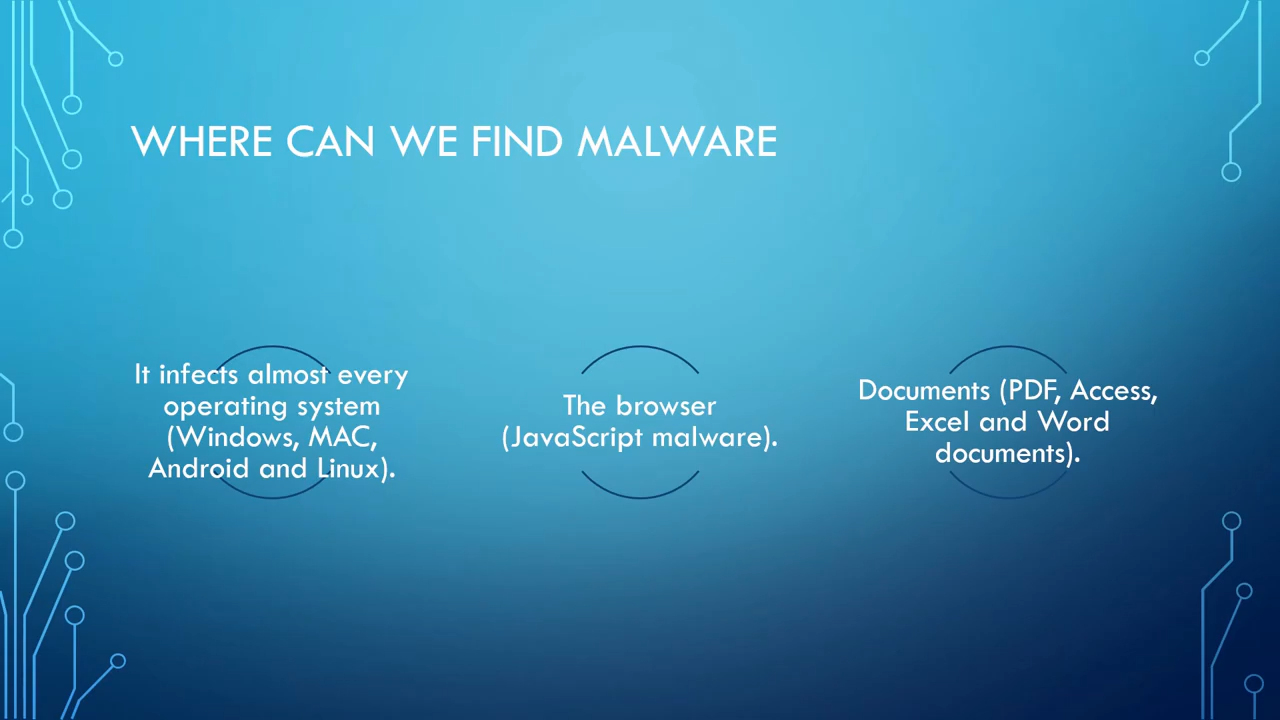 WHERE CAN WE FIND MALWARE
It infects almost every
operating system
(Windows, MAC,
Android and Linux).
The browser
(JavaScript malware).
Documents (PDF, Access,
Excel and Word
documents).